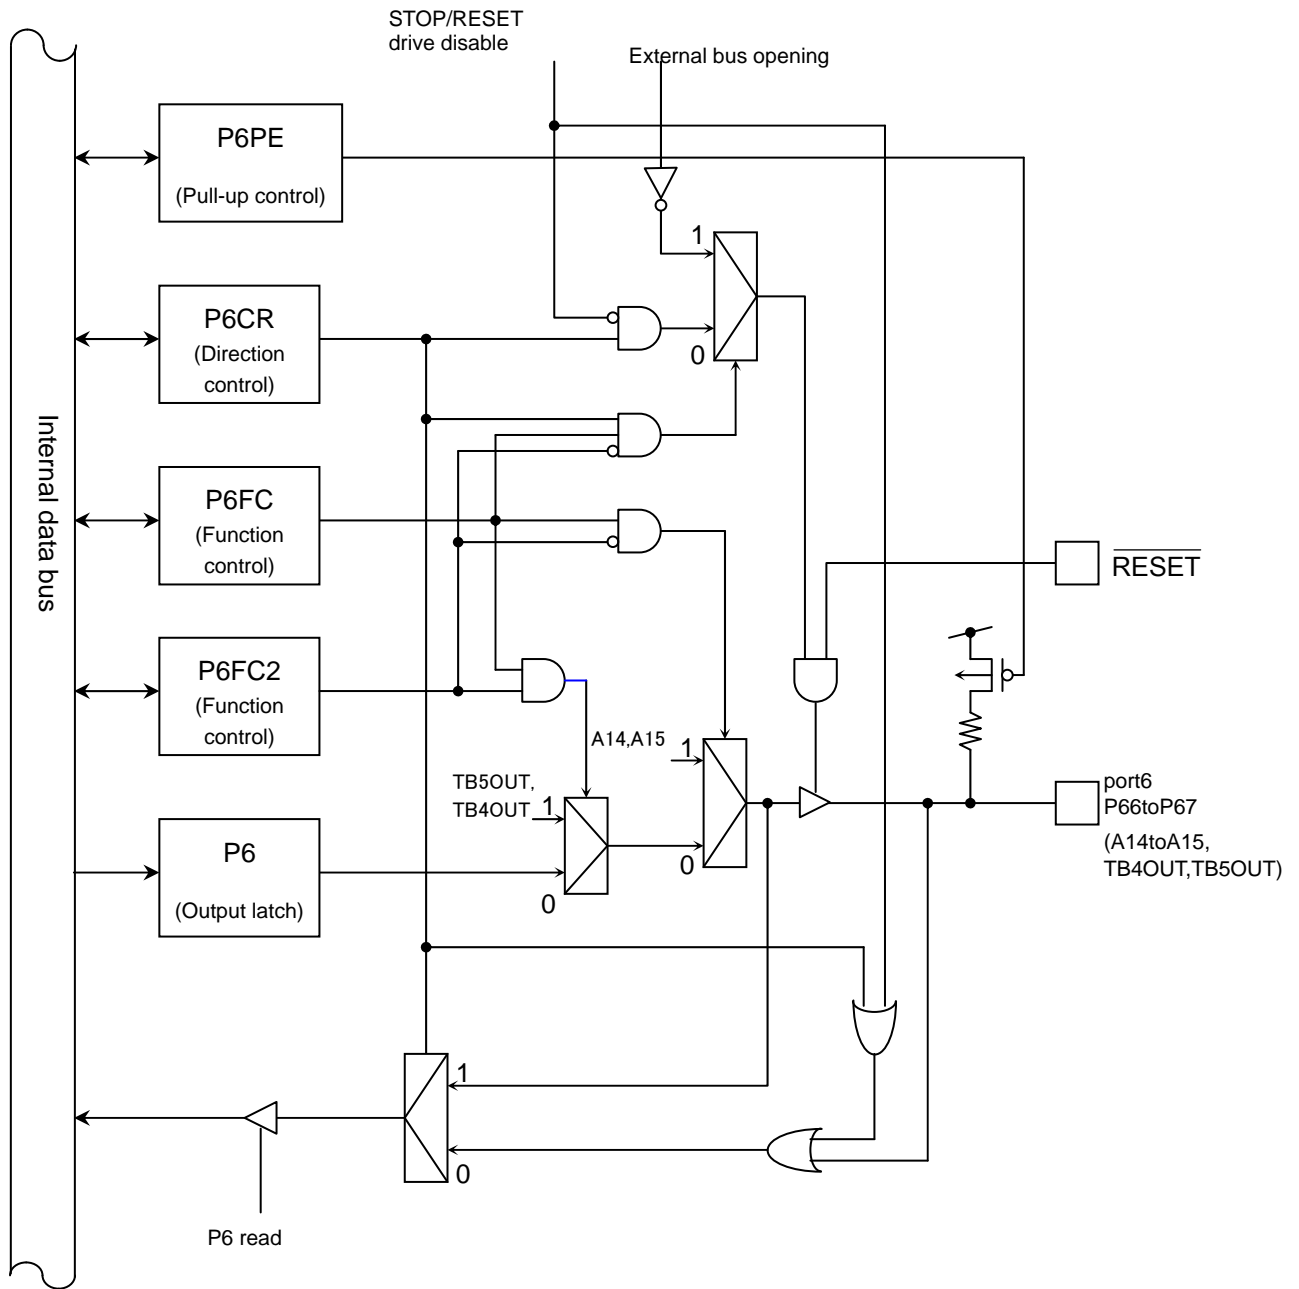 STOP/RESET
drive disable
External bus opening
P6PE
(Pull-up control)
1
P6CR
(Direction
control)
0
Internal data bus
P6FC
(Function
control)
RESET
P6FC2
(Function
control)
A14,A15
1
TB5OUT,
TB4OUT
1
port6
P66toP67
(A14toA15,
TB4OUT,TB5OUT)
P6
(Output latch)
0
0
1
0
P6 read